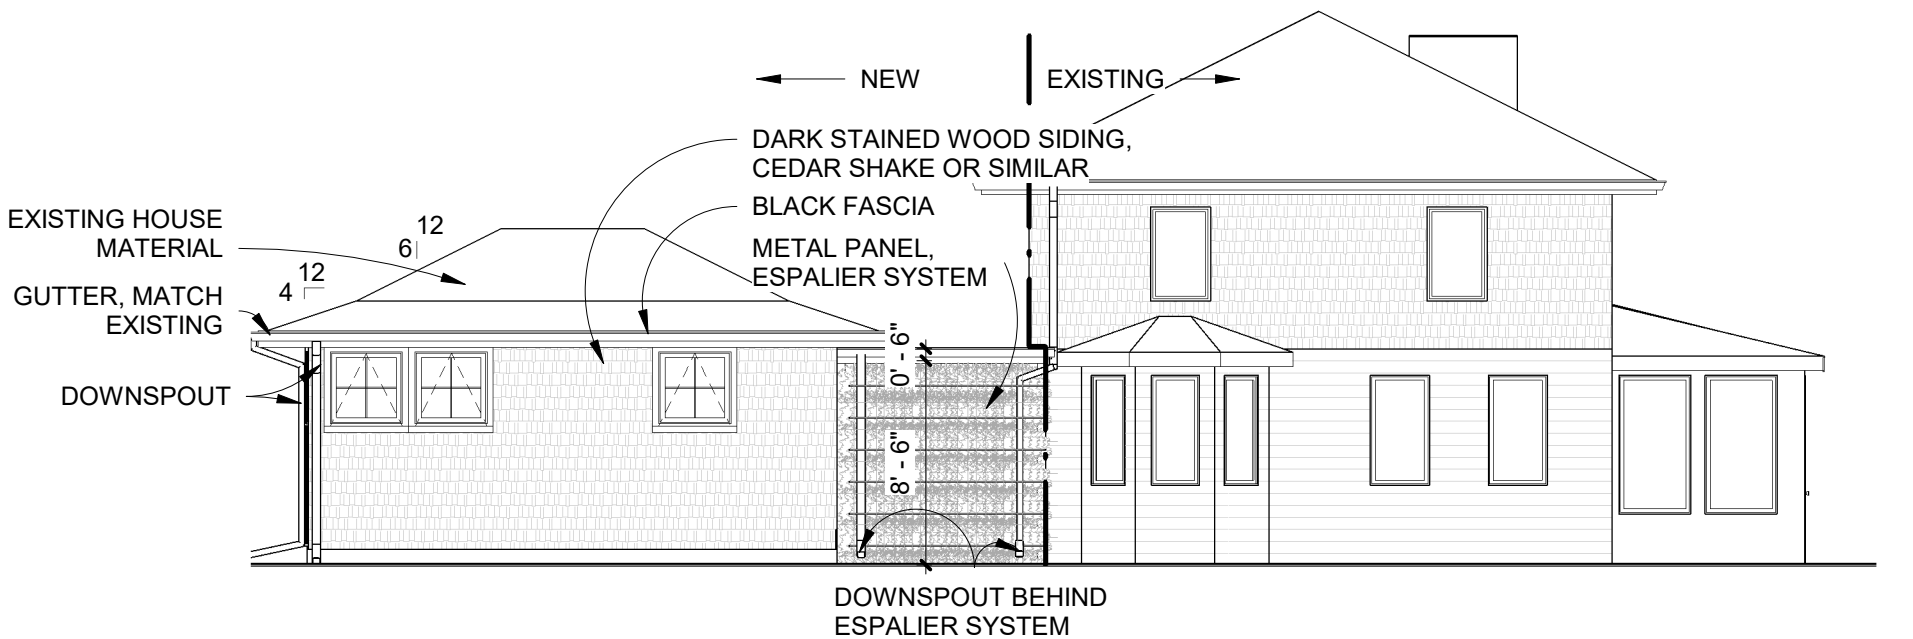 NEW
EXISTING
DARK STAINED WOOD SIDING,
CEDAR SHAKE OR SIMILAR
BLACK FASCIA
METAL PANEL,
ESPALIER SYSTEM
EXISTING HOUSE
MATERIAL
12
6
12
4
GUTTER, MATCH
EXISTING
DOWNSPOUT
0' - 6"
8' - 6"
DOWNSPOUT BEHIND
ESPALIER SYSTEM